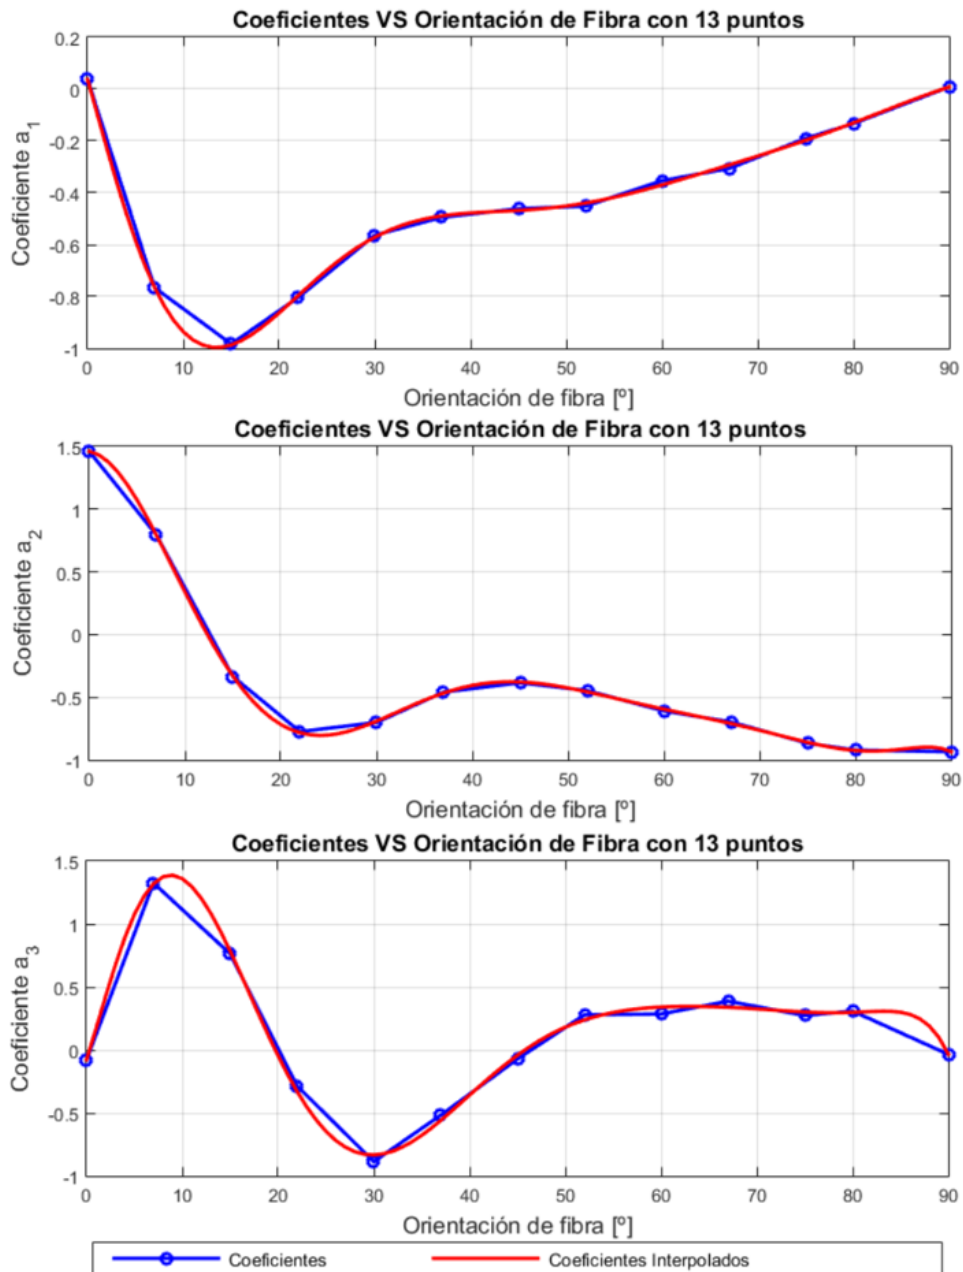 Coeficientes VS Orientación de Fibra con 13 puntos
0.2
0
-0.2
-0.4
-0.6
-0.8
-1
Coeficiente a₁
0 10 20 30 40 50 60 70 80 90
Orientación de fibra [º]
Coeficientes VS Orientación de Fibra con 13 puntos
1.5
1
0.5
0
-0.5
-1
Coeficiente a₂
0 10 20 30 40 50 60 70 80 90
Orientación de fibra [º]
Coeficientes VS Orientación de Fibra con 13 puntos
1.5
1
0.5
0
-0.5
-1
Coeficiente a₃
0 10 20 30 40 50 60 70 80 90
Orientación de fibra [º]
Coeficientes Coeficientes Interpolados